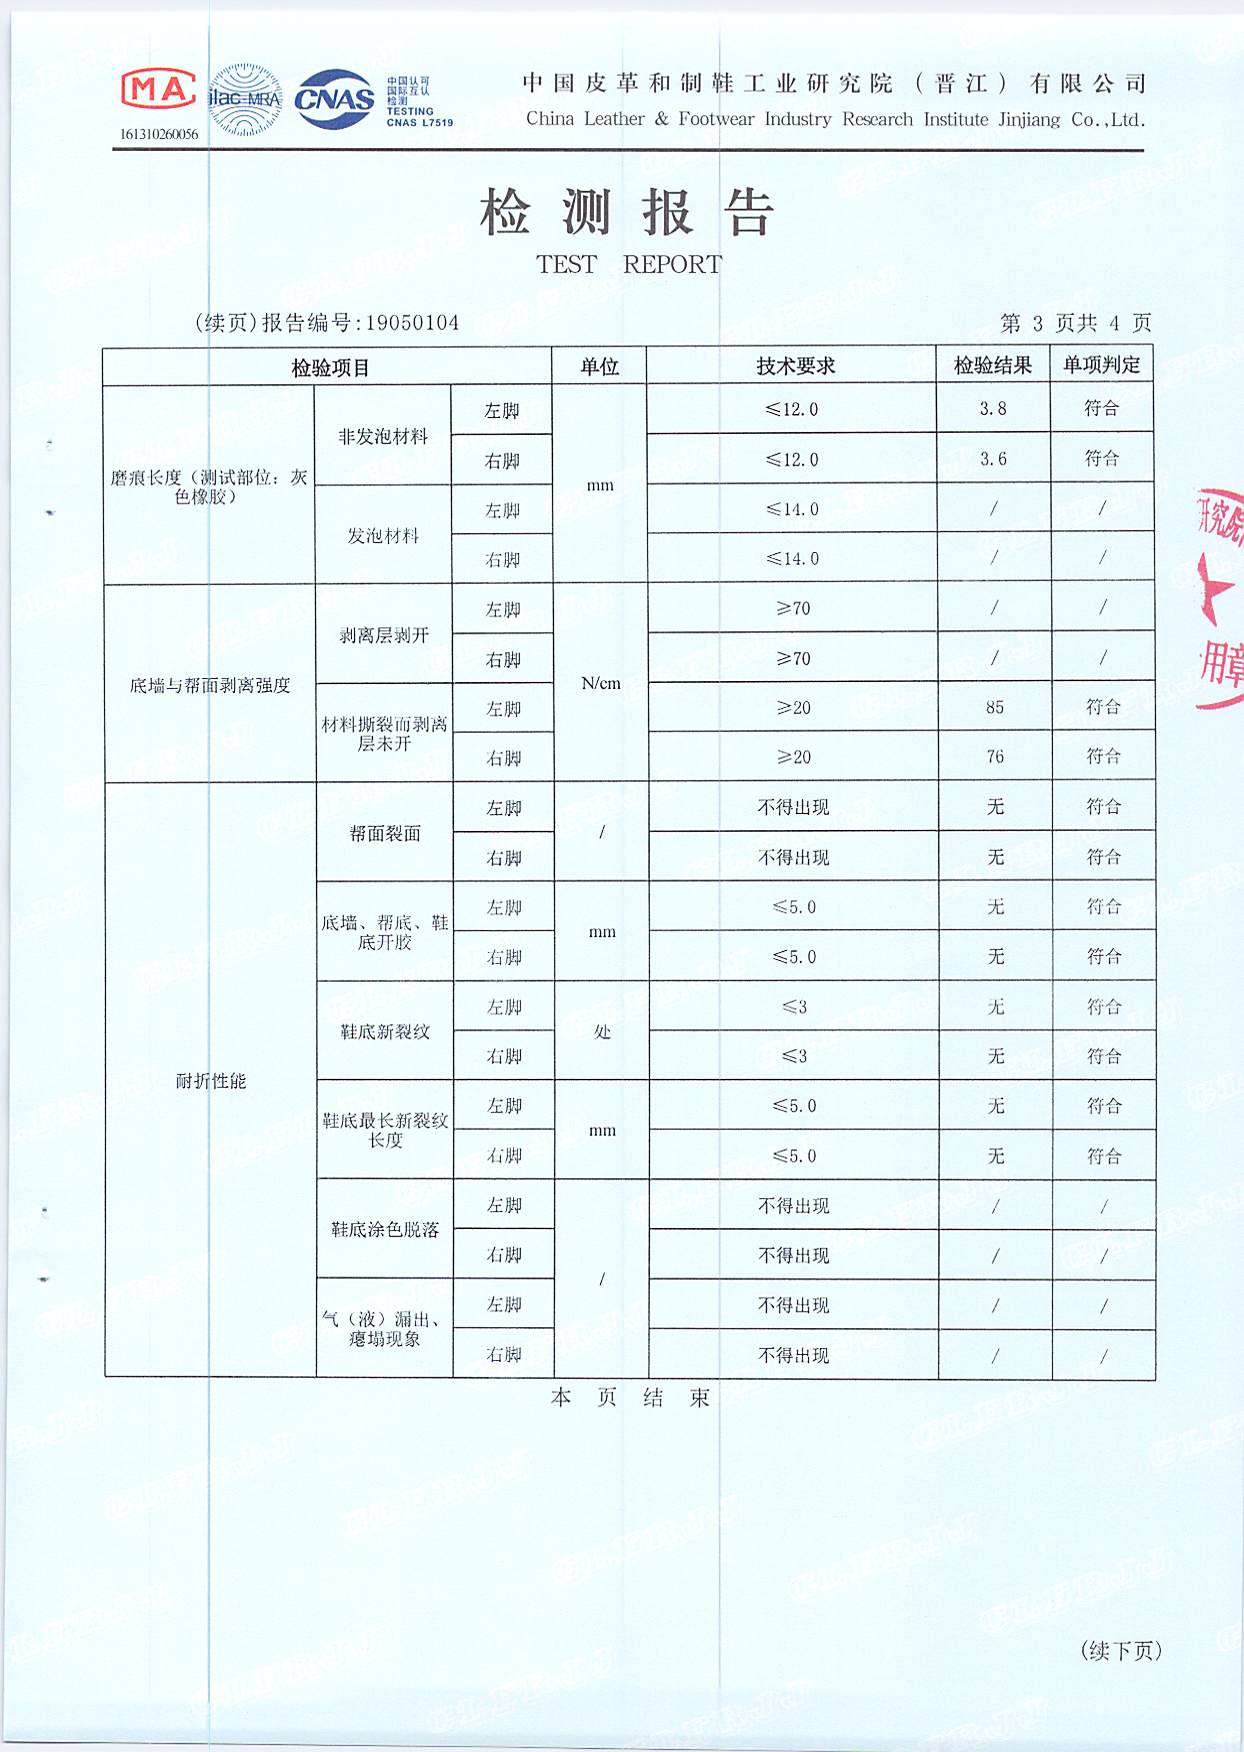 MA
161310260056
ilac-MRA
CNAS
中国认可
国际互认
检测
TESTING
CNAS L7519
中国皮革和制鞋工业研究院（晋江）有限公司
China Leather & Footwear Industry Research Institute Jinjiang Co.,Ltd.
检测报告
TEST REPORT
(续页)报告编号:19050104
第 3 页共 4 页
检验项目 单位 技术要求 检验结果 单项判定
磨痕长度（测试部位：灰色橡胶） 非发泡材料 左脚 mm ≤12.0 3.8 符合
右脚 ≤12.0 3.6 符合
发泡材料 左脚 ≤14.0 / /
右脚 ≤14.0 / /
底墙与帮面剥离强度 剥离层剥开 左脚 N/cm ≥70 / /
右脚 ≥70 / /
材料撕裂而剥离层未开 左脚 ≥20 85 符合
右脚 ≥20 76 符合
耐折性能 帮面裂面 左脚 / 不得出现 无 符合
右脚 不得出现 无 符合
底墙、帮底、鞋底开胶 左脚 mm ≤5.0 无 符合
右脚 ≤5.0 无 符合
鞋底新裂纹 左脚 处 ≤3 无 符合
右脚 ≤3 无 符合
鞋底最长新裂纹长度 左脚 mm ≤5.0 无 符合
右脚 ≤5.0 无 符合
鞋底涂色脱落 左脚 / 不得出现 / /
右脚 不得出现 / /
气（液）漏出、瘪塌现象 左脚 不得出现 / /
右脚 不得出现 / /
本页结束
研究院
用章
(续下页)